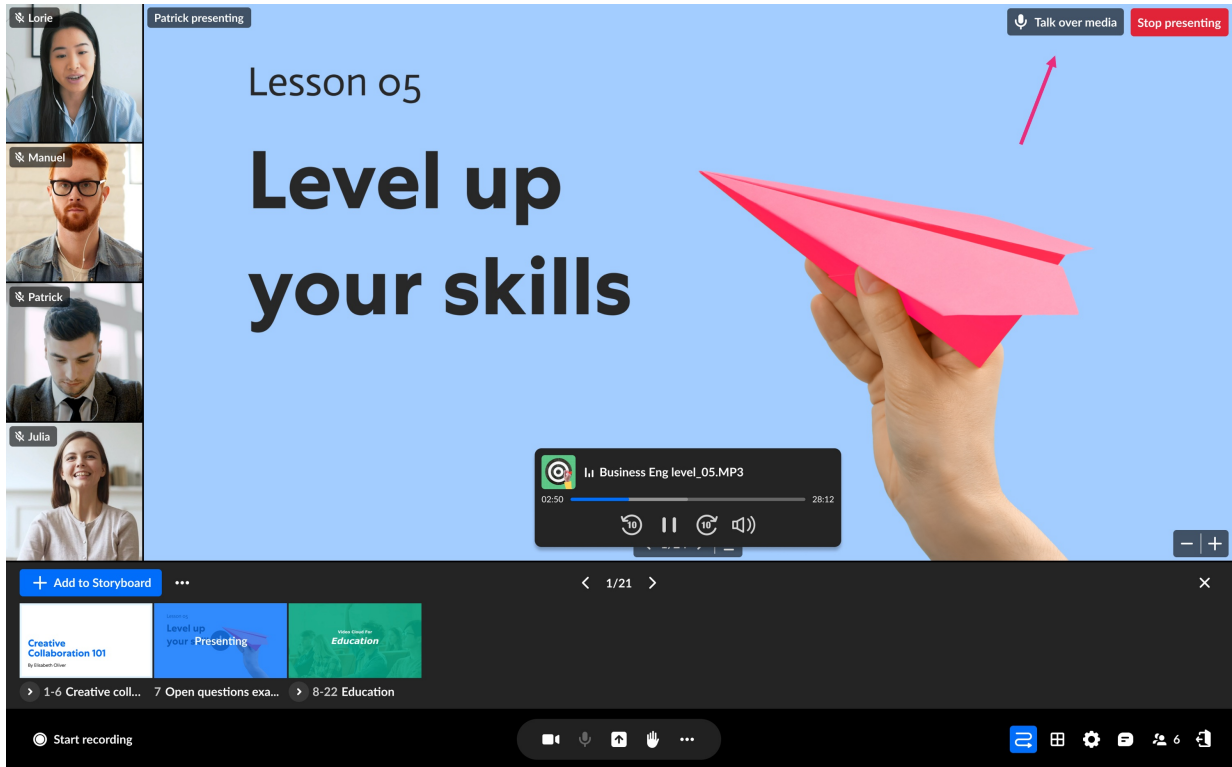 Lorie
Patrick presenting
Talk over media
Stop presenting
Lesson 05
Level up
your skills
Manuel
Patrick
Julia
Business Eng level_05.MP3
02:50
28:12
10
10
Add to Storyboard
1/21
Creative
Collaboration 101
By Elisabeth Oliver
Lesson 05
Level up
Presenting
Video Cloud For
Education
1-6 Creative coll...
7 Open questions exa...
8-22 Education
Start recording
6